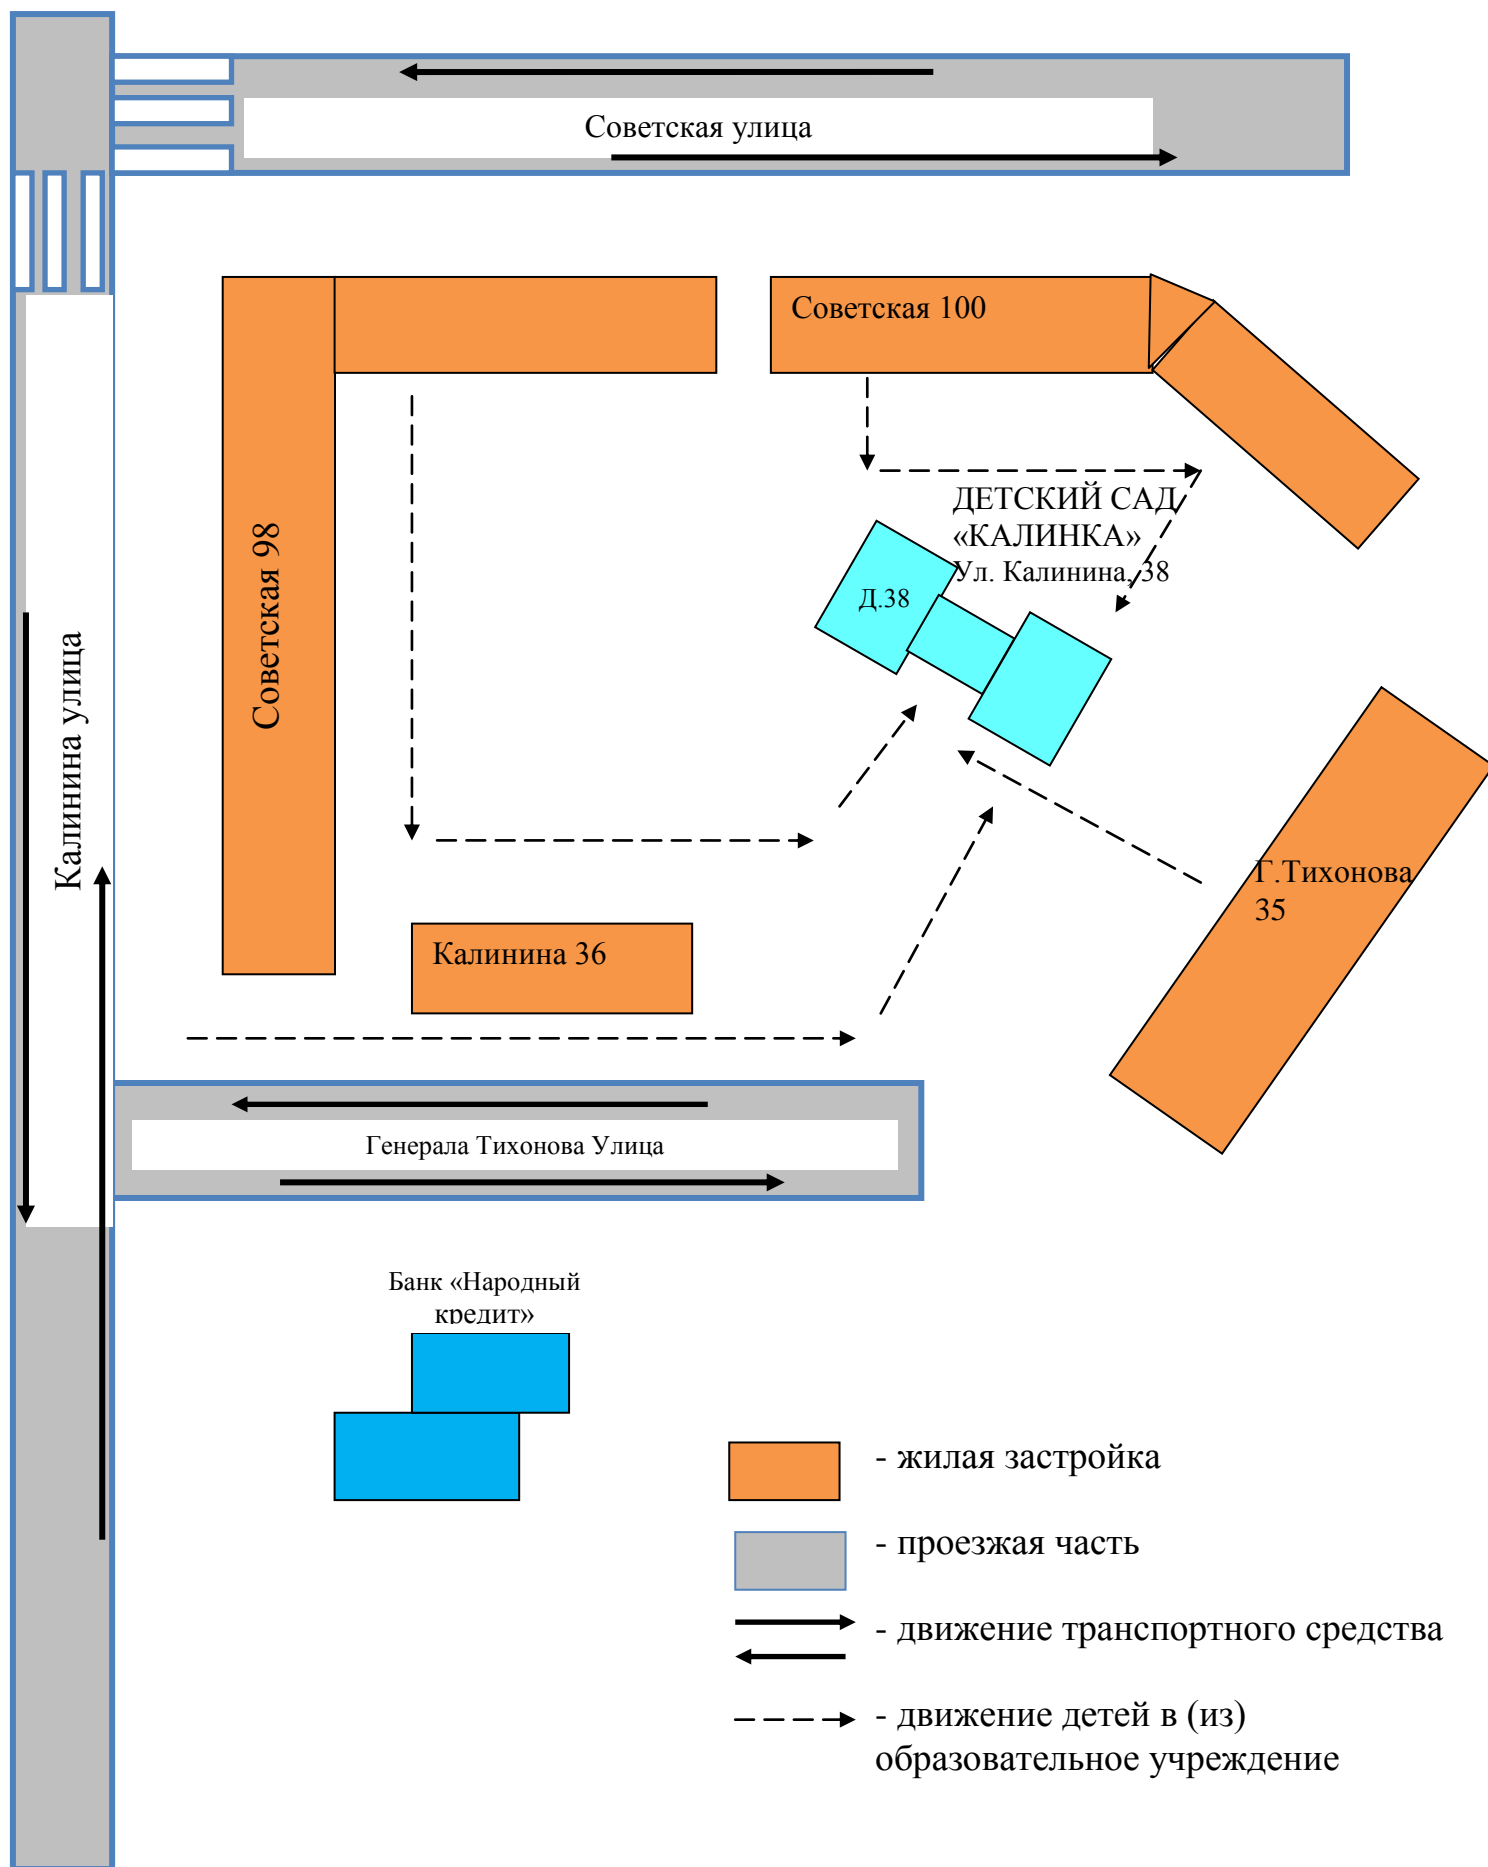 Советская улица
Советская 100
ДЕТСКИЙ САД
«КАЛИНКА»
Ул. Калинина, 38
Д.38
Советская 98
Калинина улица
Г.Тихонова
35
Калинина 36
Генерала Тихонова Улица
Банк «Народный
кредит»
- жилая застройка
- проезжая часть
- движение транспортного средства
- движение детей в (из)
образовательное учреждение